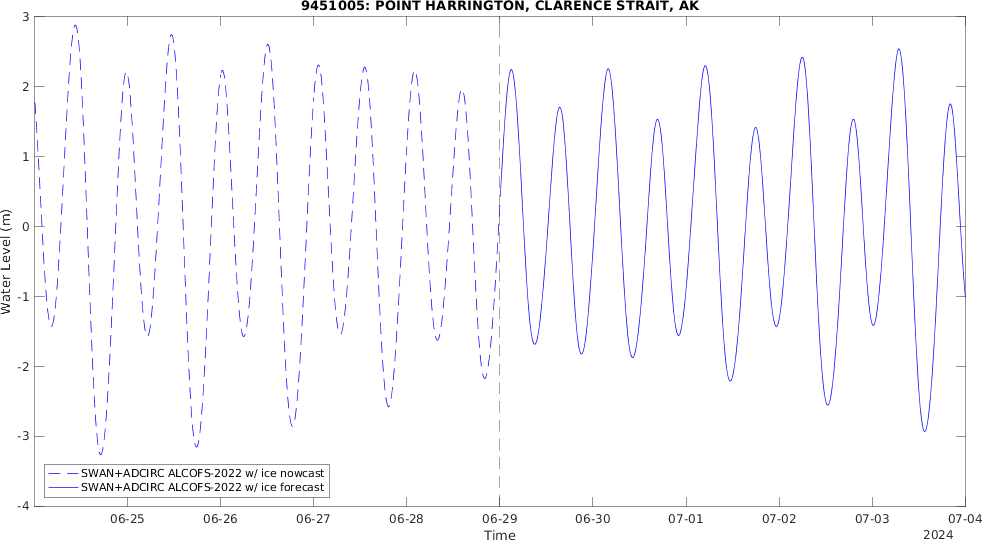 9451005: POINT HARRINGTON, CLARENCE STRAIT, AK
3
2
1
0
-1
-2
-3
-4
Water Level (m)
SWAN+ADCIRC ALCOFS-2022 w/ ice nowcast
SWAN+ADCIRC ALCOFS-2022 w/ ice forecast
06-25 06-26 06-27 06-28 06-29 06-30 07-01 07-02 07-03 07-04
Time
2024